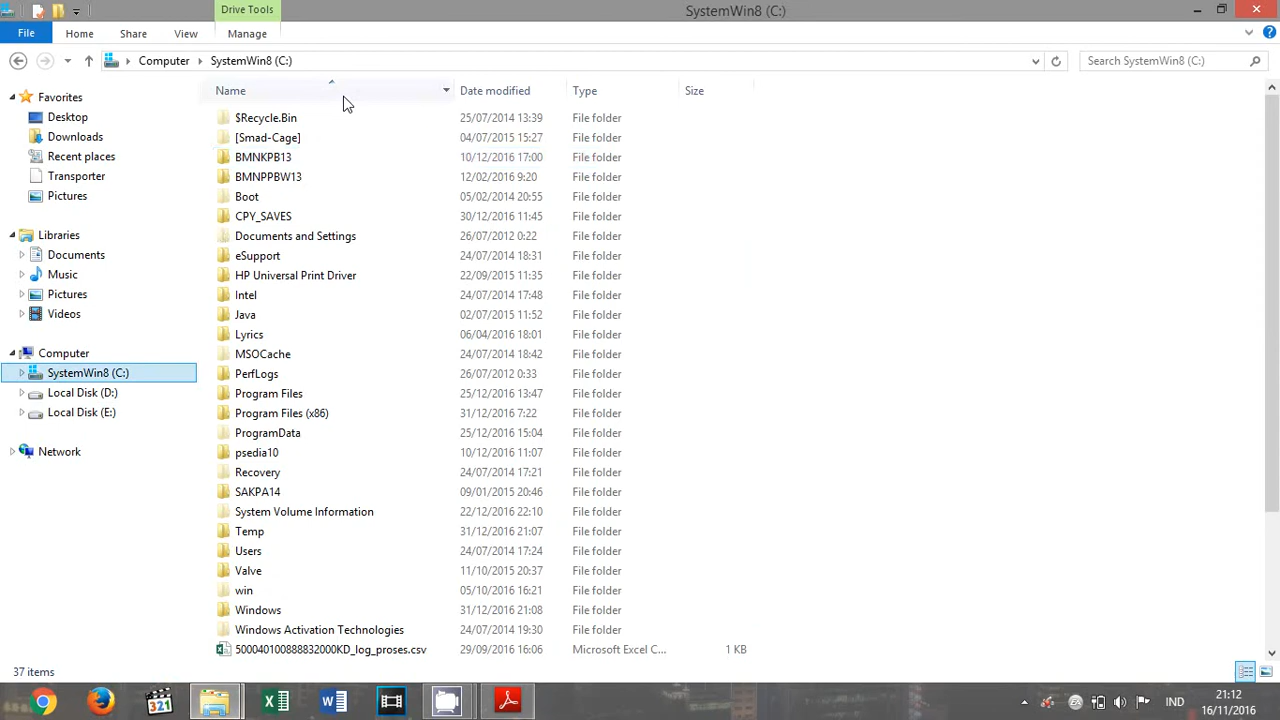 Drive Tools
SystemWin8 (C:)
File Home Share View Manage
Computer SystemWin8 (C:)
Search SystemWin8 (C:)
Name Date modified Type Size
Favorites
Desktop
Downloads
Recent places
Transporter
Pictures
Libraries
Documents
Music
Pictures
Videos
Computer
SystemWin8 (C:)
Local Disk (D:)
Local Disk (E:)
Network
$Recycle.Bin 25/07/2014 13:39 File folder
[Smad-Cage] 04/07/2015 15:27 File folder
BMNKPB13 10/12/2016 17:00 File folder
BMNPPBW13 12/02/2016 9:20 File folder
Boot 05/02/2014 20:55 File folder
CPY_SAVES 30/12/2016 11:45 File folder
Documents and Settings 26/07/2012 0:22 File folder
eSupport 24/07/2014 18:31 File folder
HP Universal Print Driver 22/09/2015 11:35 File folder
Intel 24/07/2014 17:48 File folder
Java 02/07/2015 11:52 File folder
Lyrics 06/04/2016 18:01 File folder
MSOCache 24/07/2014 18:42 File folder
PerfLogs 26/07/2012 0:33 File folder
Program Files 25/12/2016 13:47 File folder
Program Files (x86) 31/12/2016 7:22 File folder
ProgramData 25/12/2016 15:04 File folder
psedia10 10/12/2016 11:07 File folder
Recovery 24/07/2014 17:21 File folder
SAKPA14 09/01/2015 20:46 File folder
System Volume Information 22/12/2016 22:10 File folder
Temp 31/12/2016 21:07 File folder
Users 24/07/2014 17:24 File folder
Valve 11/10/2015 20:37 File folder
win 05/10/2016 16:21 File folder
Windows 31/12/2016 21:08 File folder
Windows Activation Technologies 24/07/2014 19:30 File folder
500040100888832000KD_log_proses.csv 29/09/2016 16:06 Microsoft Excel C... 1 KB
37 items
321
IND
21:12
16/11/2016